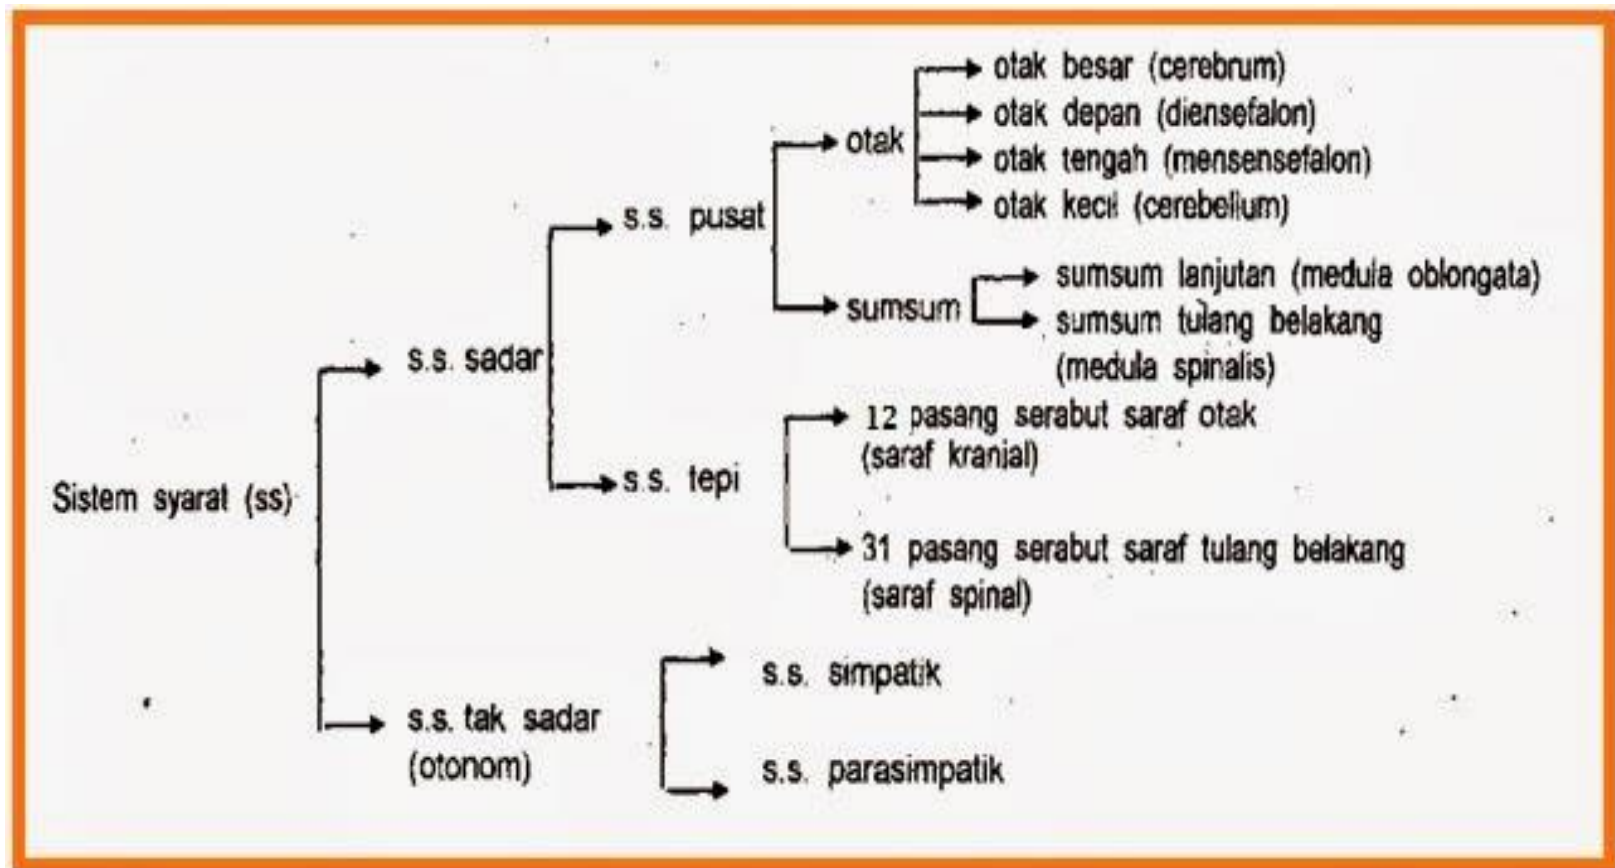 otak besar (cerebrum)
otak depan (diensefalon)
otak
otak tengah (mensensefalon)
otak kecil (cerebellum)
s.s. pusat
sumsum lanjutan (medula oblongata)
sumsum
sumsum tulang belakang
(medula spinalis)
s.s. sadar
12 pasang serabut saraf otak
(saraf kranial)
s.s. tepi
Sistem syarat (ss)
31 pasang serabut saraf tulang belakang
(saraf spinal)
s.s. simpatik
s.s. tak sadar
(otonom)
s.s. parasimpatik